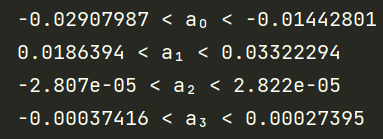 -0.02907987 < a₀ < -0.01442801
0.0186394 < a₁ < 0.03322294
-2.807e-05 < a₂ < 2.822e-05
-0.00037416 < a₃ < 0.00027395